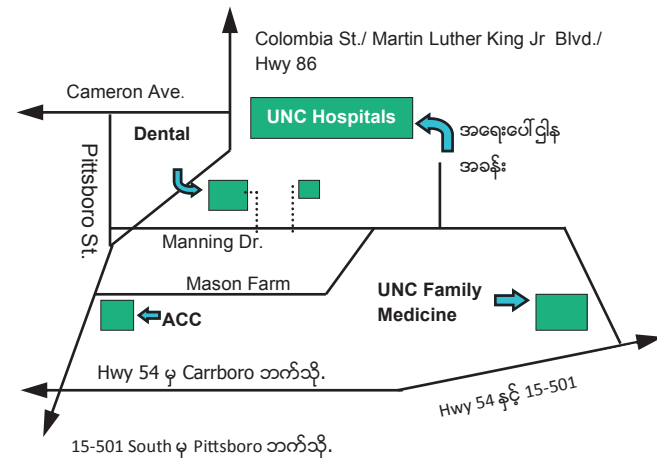 Colombia St./ Martin Luther King Jr Blvd./
Hwy 86
Cameron Ave.
Dental
UNC Hospitals
အရေးပေါ်ဌာန
အခန်း
Pittsboro St.
Manning Dr.
Mason Farm
UNC Family
Medicine
ACC
Hwy 54 မှ Carrboro ဘက်သို့.
Hwy 54 နှင့် 15-501
15-501 South မှ Pittsboro ဘက်သို့.